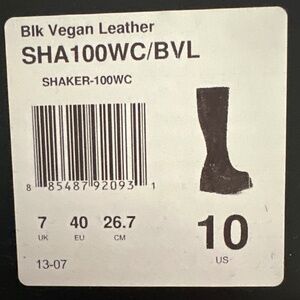 Blk Vegan Leather
SHA100WC/BVL
SHAKER-100WC
8 85487 92093 1
7 40 26.7 10
UK EU CM US
13-07